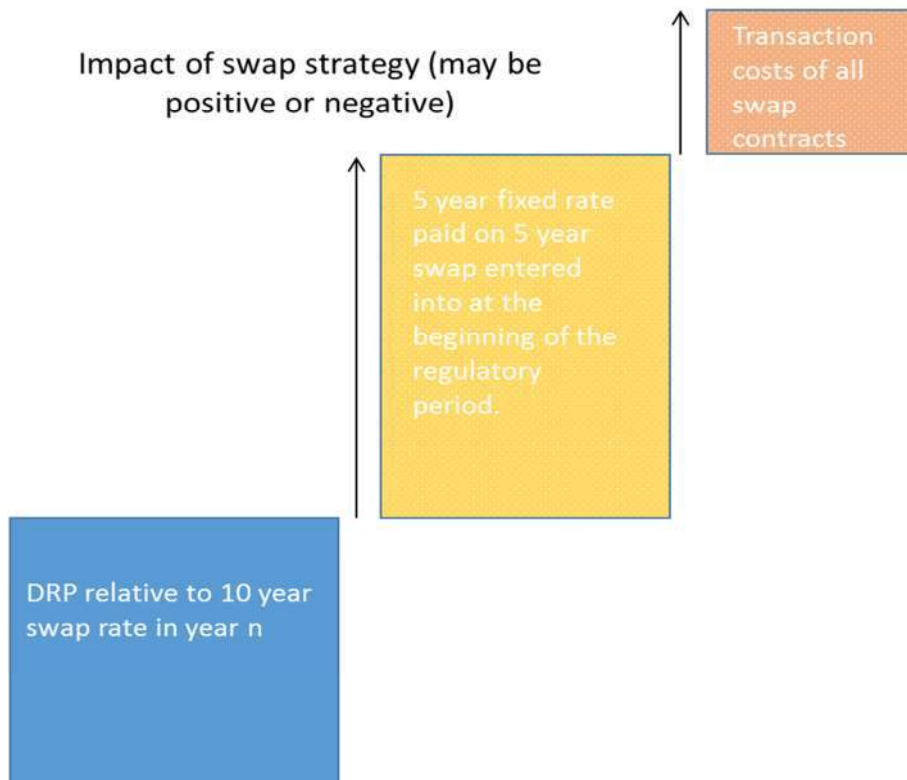 Impact of swap strategy (may be
positive or negative)
Transaction
costs of all
swap
contracts
5 year fixed rate
paid on 5 year
swap entered
into at the
beginning of the
regulatory
period.
DRP relative to 10 year
swap rate in year n